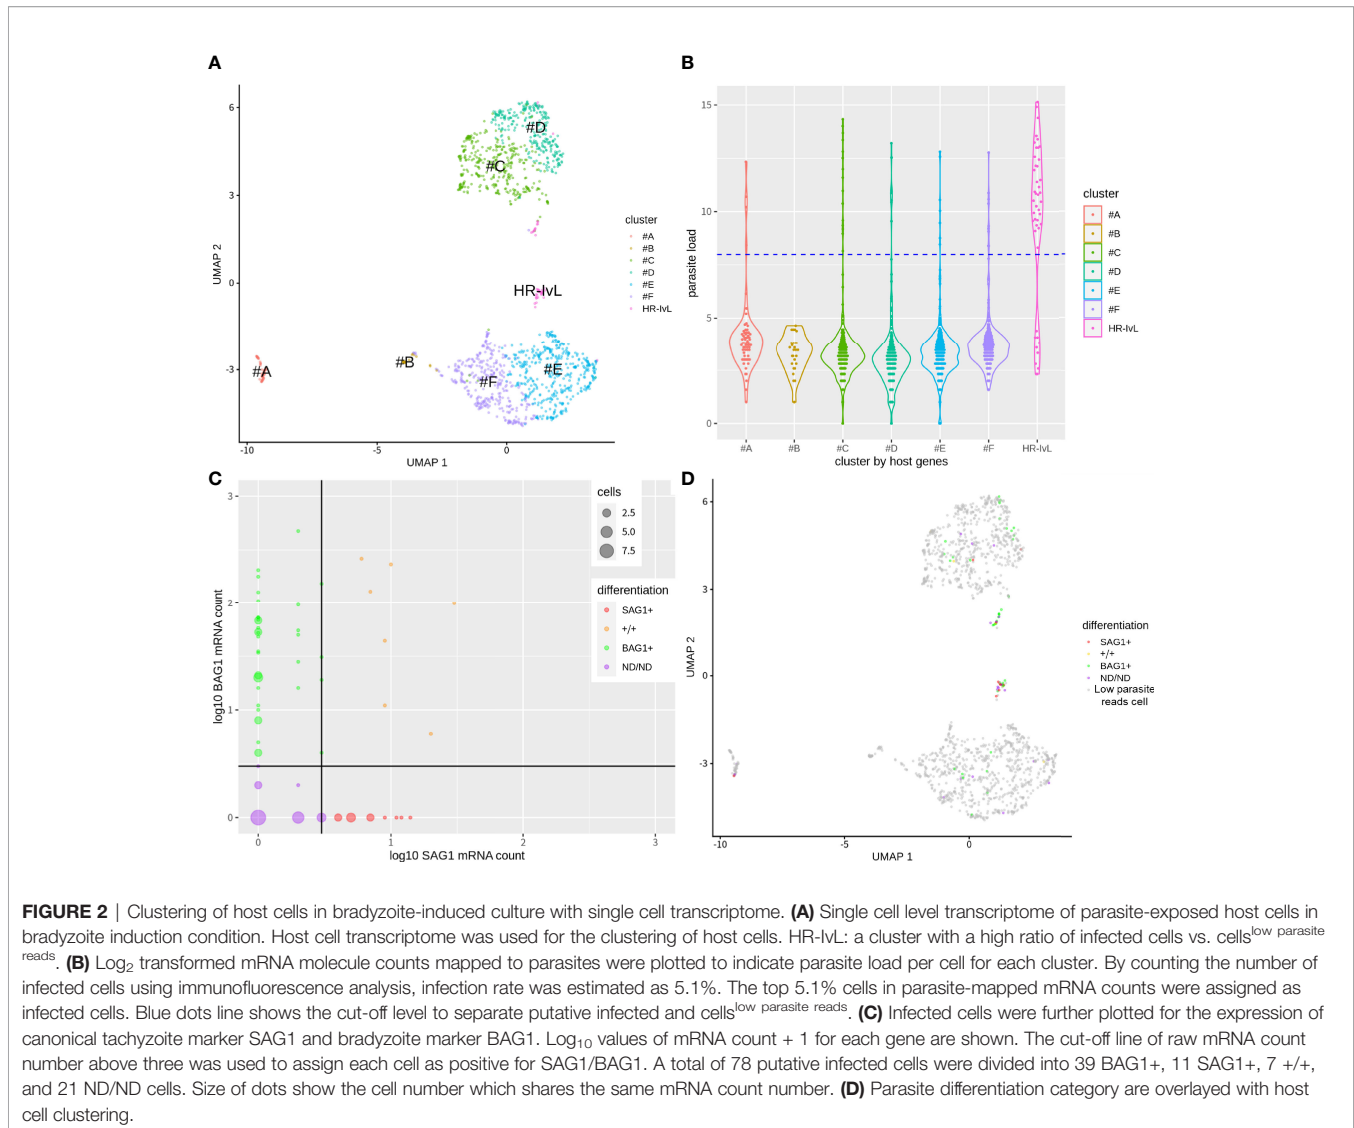 A
6
3
0
-3
-10
-5
0
UMAP 2
UMAP 1
#D
#C
HR-IvL
#B
#A
#F
#E
cluster
#A
#B
#C
#D
#E
#F
HR-IvL
B
15
10
5
0
parasite load
#A
#B
#C
#D
#E
#F
HR-IvL
cluster by host genes
cluster
#A
#B
#C
#D
#E
#F
HR-IvL
C
3
2
1
0
log10 BAG1 mRNA count
0
1
2
3
log10 SAG1 mRNA count
cells
2.5
5.0
7.5
differentiation
SAG1+
+/+
BAG1+
ND/ND
D
6
3
0
-3
UMAP 2
-10
-5
0
UMAP 1
differentiation
SAG1+
+/+
BAG1+
ND/ND
Low parasite
reads cell
FIGURE 2 | Clustering of host cells in bradyzoite-induced culture with single cell transcriptome. (A) Single cell level transcriptome of parasite-exposed host cells in
bradyzoite induction condition. Host cell transcriptome was used for the clustering of host cells. HR-IvL: a cluster with a high ratio of infected cells vs. cells^low parasite
reads. (B) Log2 transformed mRNA molecule counts mapped to parasites were plotted to indicate parasite load per cell for each cluster. By counting the number of
infected cells using immunofluorescence analysis, infection rate was estimated as 5.1%. The top 5.1% cells in parasite-mapped mRNA counts were assigned as
infected cells. Blue dots line shows the cut-off level to separate putative infected and cells^low parasite reads. (C) Infected cells were further plotted for the expression of
canonical tachyzoite marker SAG1 and bradyzoite marker BAG1. Log10 values of mRNA count + 1 for each gene are shown. The cut-off line of raw mRNA count
number above three was used to assign each cell as positive for SAG1/BAG1. A total of 78 putative infected cells were divided into 39 BAG1+, 11 SAG1+, 7 +/+,
and 21 ND/ND cells. Size of dots show the cell number which shares the same mRNA count number. (D) Parasite differentiation category are overlayed with host
cell clustering.